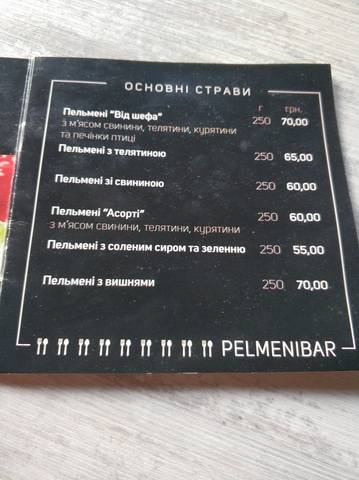 ОСНОВНІ СТРАВИ
г грн.
Пельмені "Від шефа" 250 70,00
з м'ясом свинини, телятини, курятини
та печінки птиці
Пельмені з телятиною 250 65,00
Пельмені зі свининою 250 60,00
Пельмені "Асорті" 250 60,00
з м'ясом свинини, телятини, курятини
Пельмені з соленим сиром та зеленню 250 55,00
Пельмені з вишнями 250 70,00
PELMENIBAR